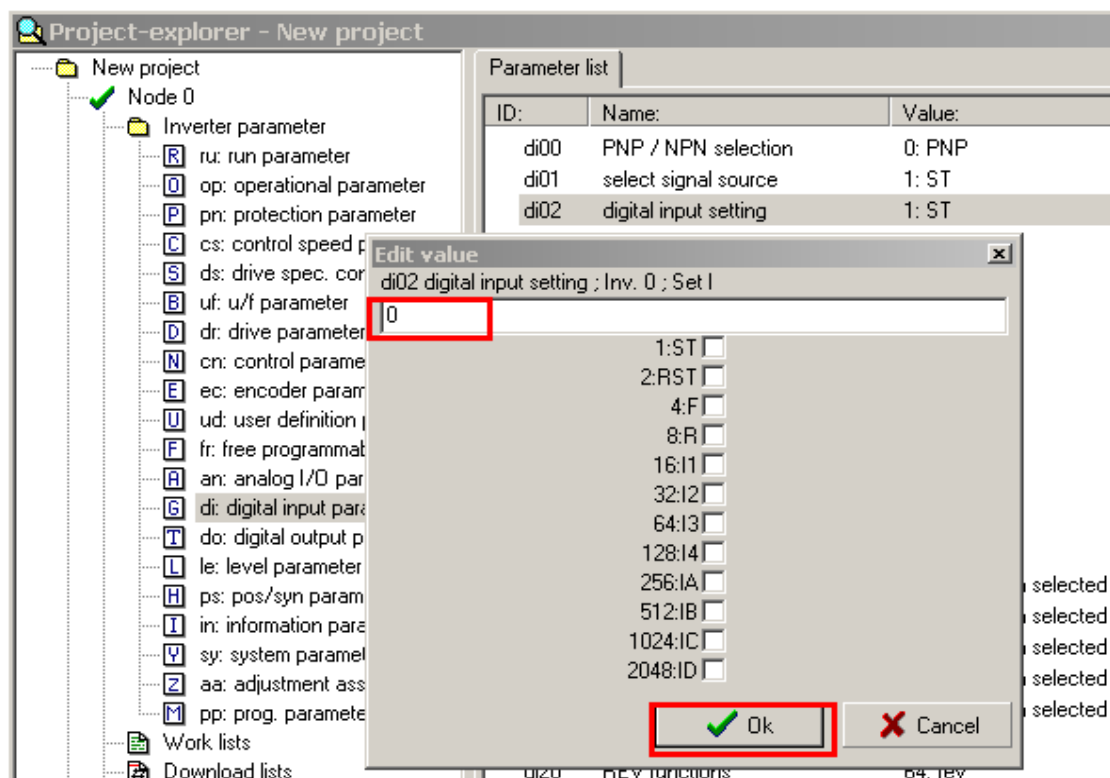 Project-explorer - New project
New project
Node 0
Inverter parameter
R ru: run parameter
O op: operational parameter
P pn: protection parameter
C cs: control speed p
S ds: drive spec. cor
B uf: u/f parameter
D dr: drive parameter
N cn: control parame
E ec: encoder param
U ud: user definition p
F fr: free programmat
A an: analog I/O par
G di: digital input para
T do: digital output p
L le: level parameter
H ps: pos/syn param
I in: information para
Y sy: system paramet
Z aa: adjustment ass
M pp: prog. paramete
Work lists
Download lists
Parameter list
ID: Name: Value:
di00 PNP / NPN selection 0: PNP
di01 select signal source 1: ST
di02 digital input setting 1: ST
Edit value
di02 digital input setting ; Inv. 0 ; Set I
0
1:ST
2:RST
4:F
8:R
16:I1
32:I2
64:I3
128:I4
256:IA
512:IB
1024:IC
2048:ID
Ok Cancel
selected
selected
selected
selected
selected
di20 REV functions 64: rev